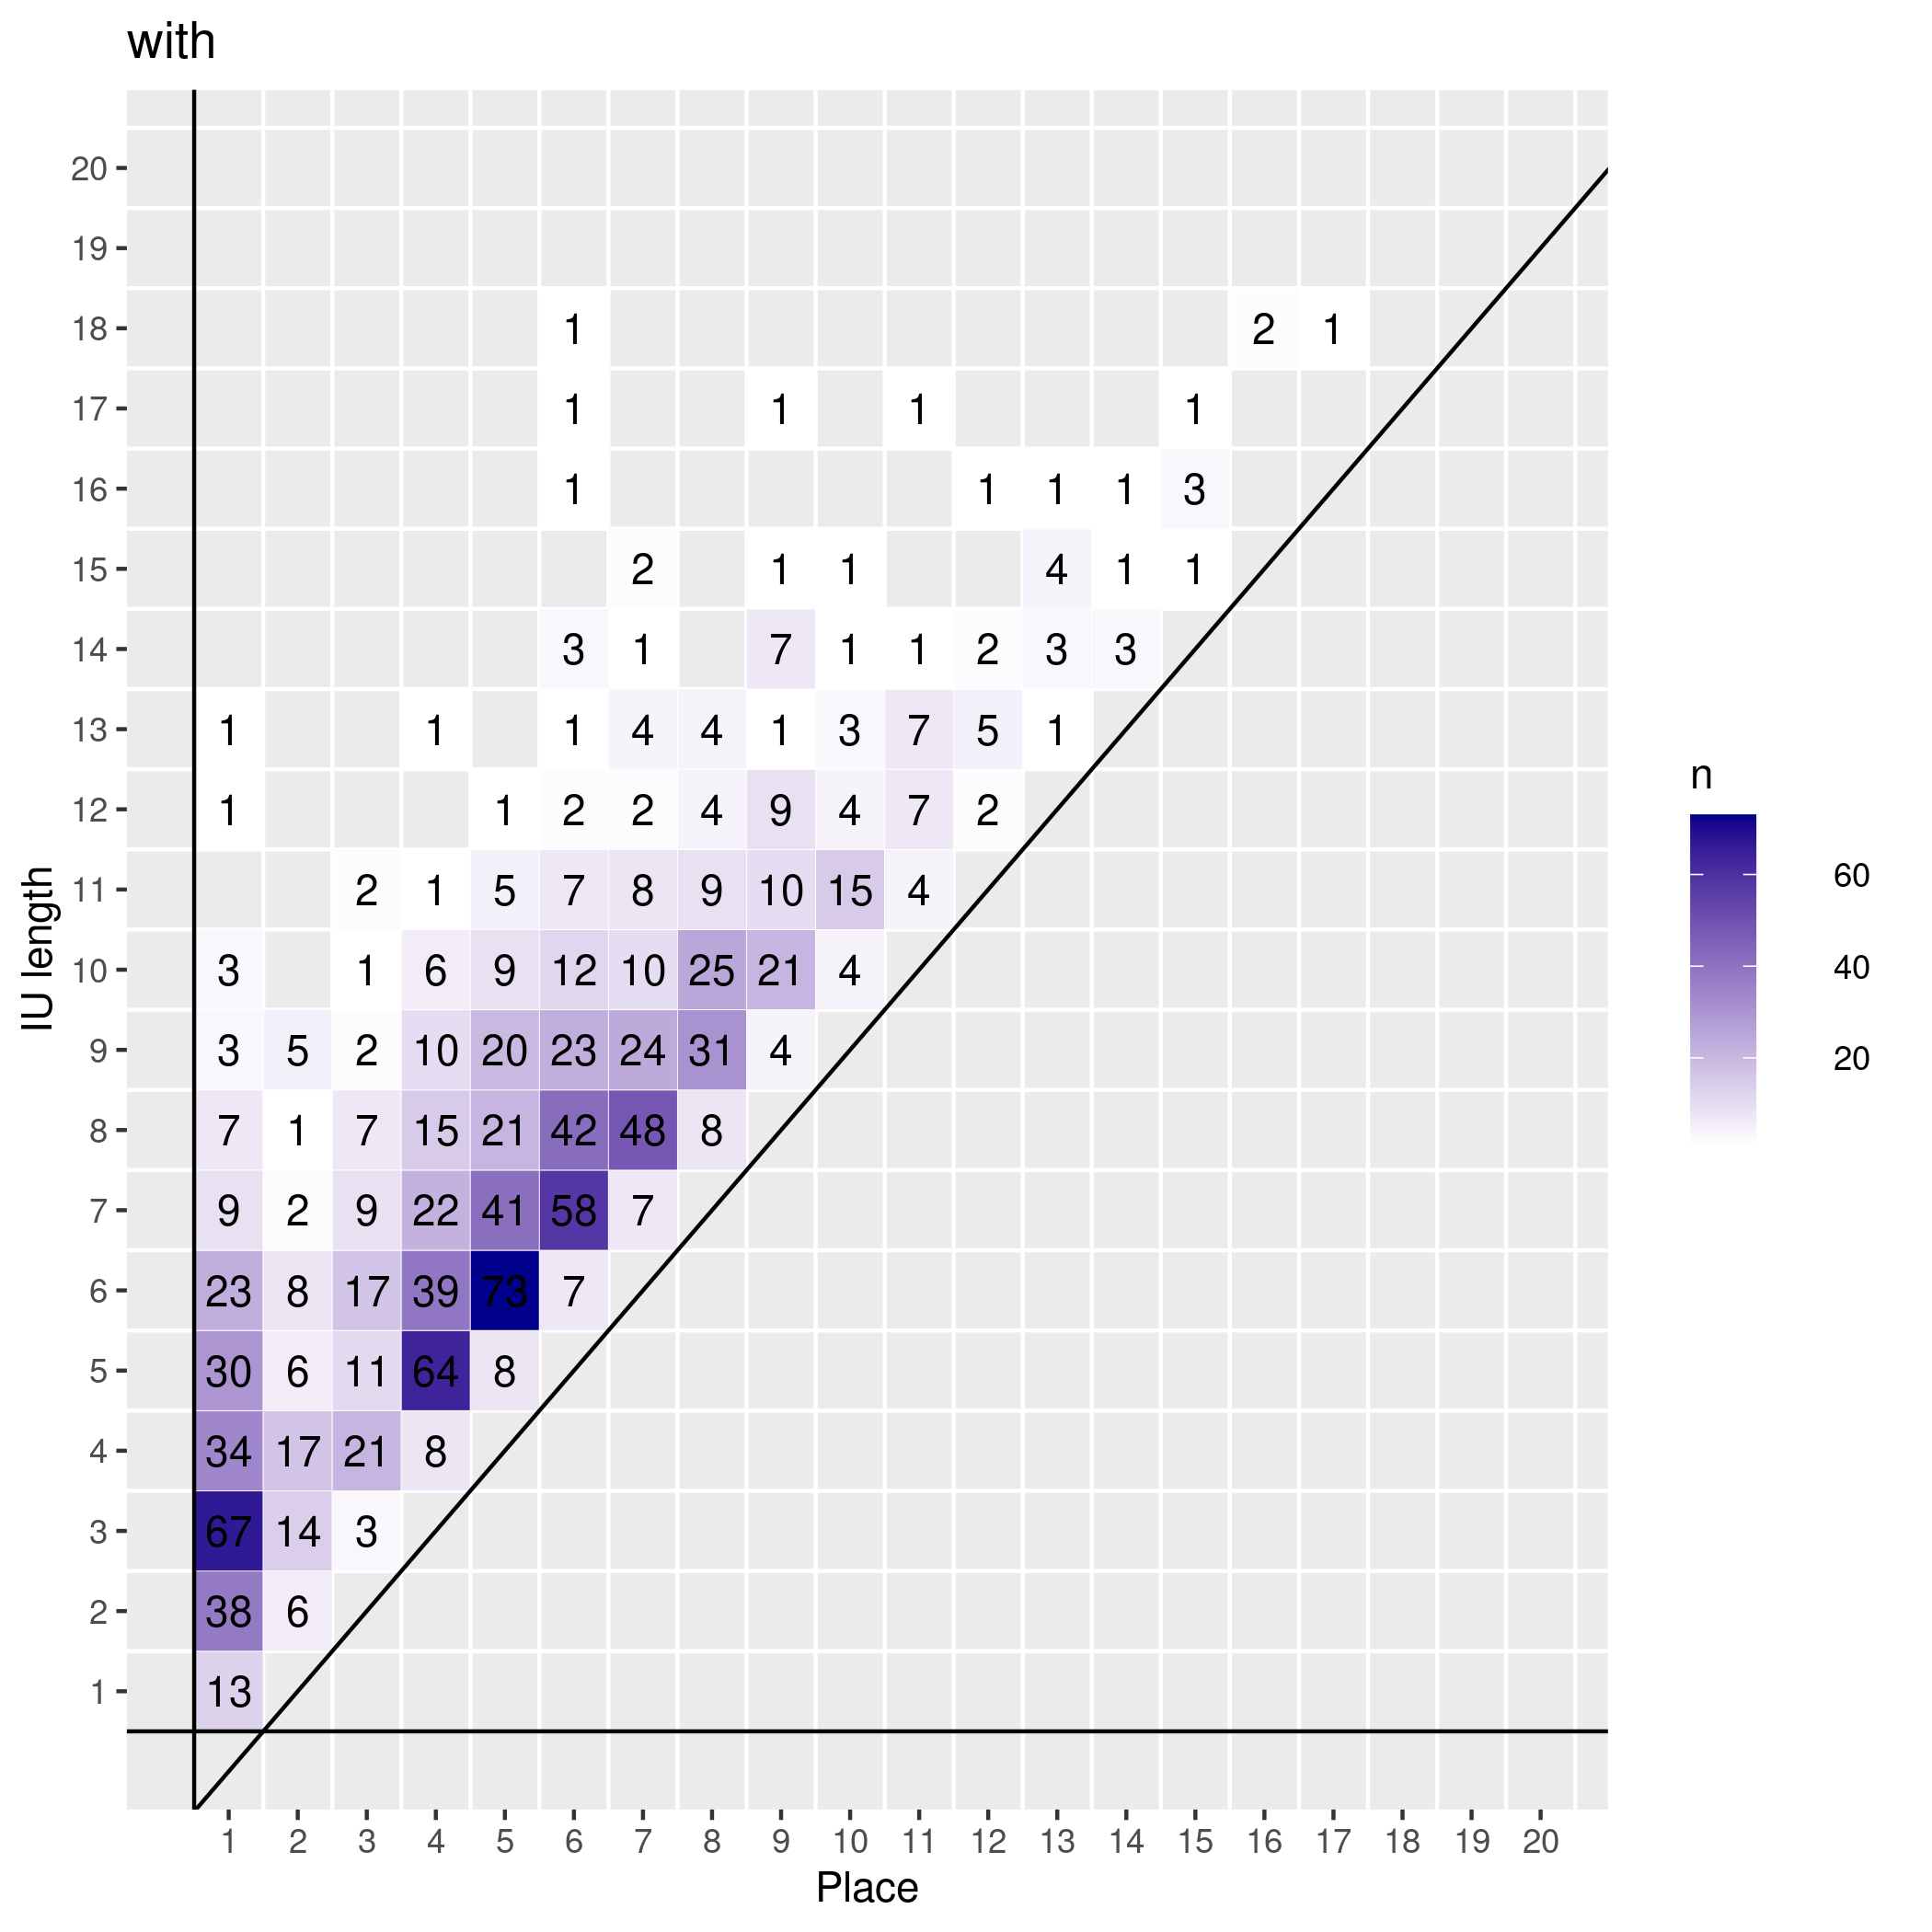 with
20
19
18 1 2 1
17 1 1 1 1
16 1 1 1 1 3
15 2 1 1 4 1 1
14 3 1 7 1 1 2 3 3
13 1 1 1 4 4 1 3 7 5 1
12 1 1 2 2 4 9 4 7 2
11 2 1 5 7 8 9 10 15 4
10 3 1 6 9 12 10 25 21 4
9 3 5 2 10 20 23 24 31 4
8 7 1 7 15 21 42 48 8
7 9 2 9 22 41 58 7
6 23 8 17 39 73 7
5 30 6 11 64 8
4 34 17 21 8
3 67 14 3
2 38 6
1 13
1 2 3 4 5 6 7 8 9 10 11 12 13 14 15 16 17 18 19 20
Place
IU length
n
60
40
20